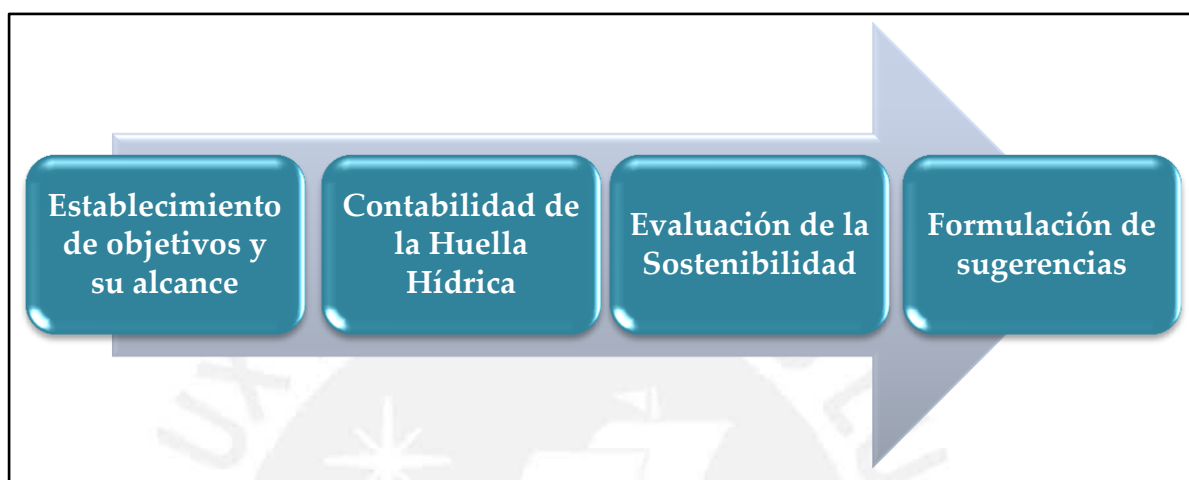 Establecimiento
de objetivos y
su alcance
Contabilidad de
la Huella
Hídrica
Evaluación de la
Sostenibilidad
Formulación de
sugerencias